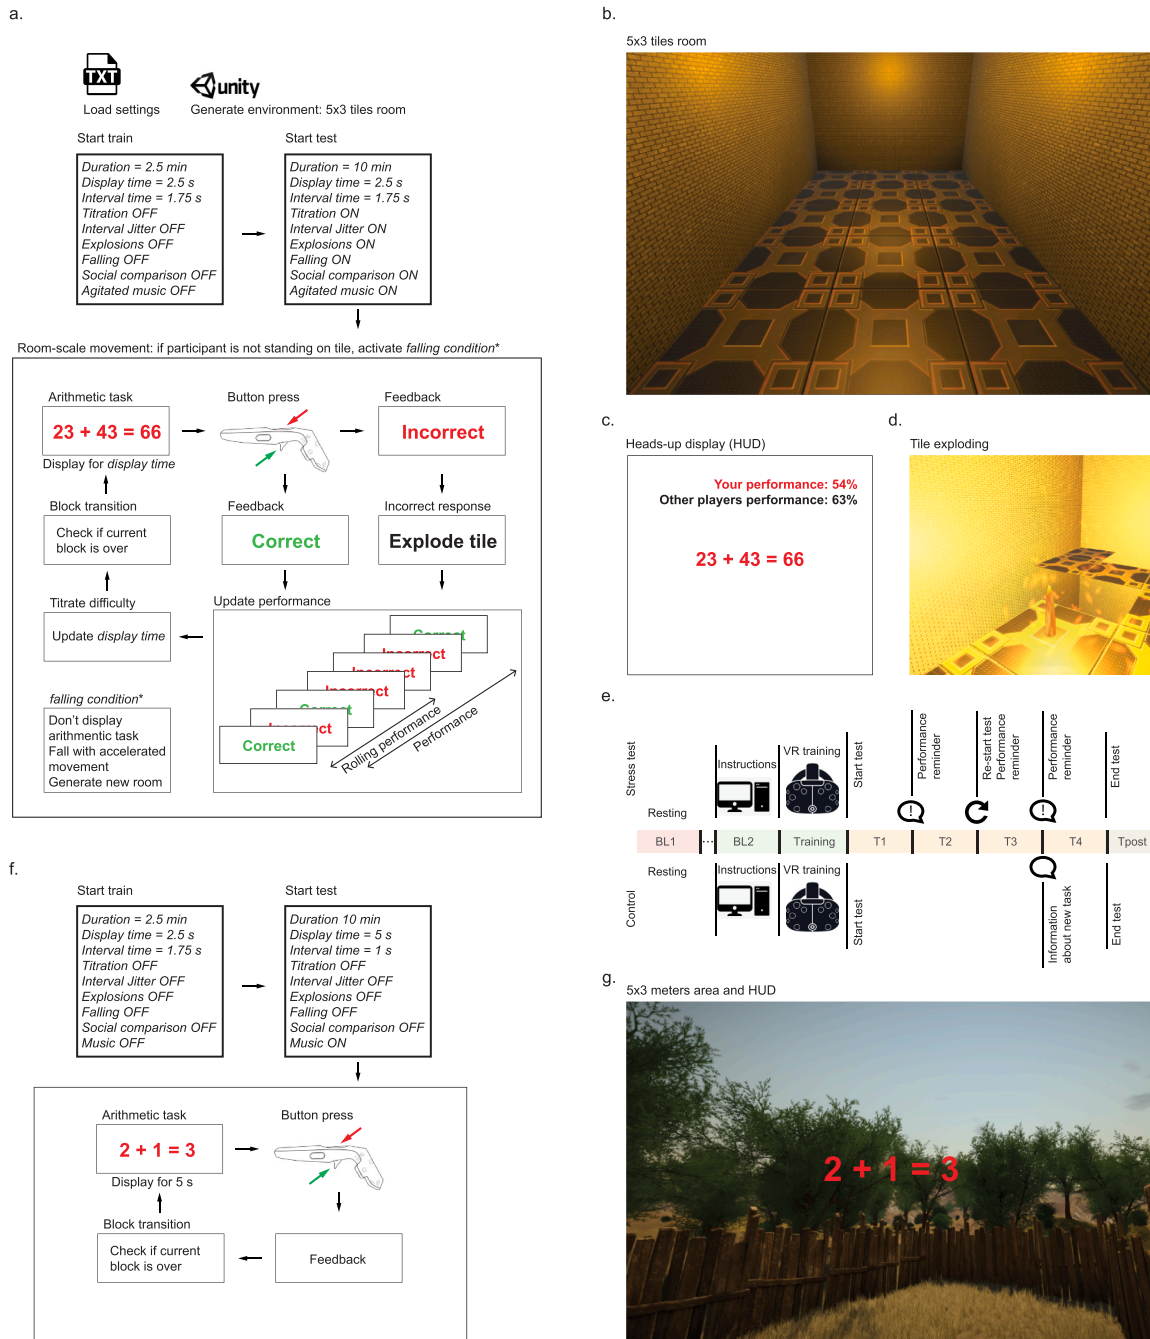 a.
TXT
unity
Load settings
Generate environment: 5x3 tiles room
Start train
Duration = 2.5 min
Display time = 2.5 s
Interval time = 1.75 s
Titration OFF
Interval Jitter OFF
Explosions OFF
Falling OFF
Social comparison OFF
Agitated music OFF
Start test
Duration = 10 min
Display time = 2.5 s
Interval time = 1.75 s
Titration ON
Interval Jitter ON
Explosions ON
Falling ON
Social comparison ON
Agitated music ON
Room-scale movement: if participant is not standing on tile, activate falling condition*
Arithmetic task
23 + 43 = 66
Display for display time
Button press
Feedback
Incorrect
Block transition
Check if current
block is over
Feedback
Correct
Incorrect response
Explode tile
Titrate difficulty
Update display time
Update performance
Correct
Incorrect
Incorrect
Incorrect
Correct
Incorrect
Correct
Rolling performance
Performance
falling condition*
Don't display
arithmentic task
Fall with accelerated
movement
Generate new room
b.
5x3 tiles room
c.
Heads-up display (HUD)
Your performance: 54%
Other players performance: 63%
23 + 43 = 66
d.
Tile exploding
e.
Stress test
Resting
Instructions
VR training
Start test
Performance
reminder
Re-start test
Performance
reminder
Performance
reminder
End test
BL1
...
BL2
Training
T1
T2
T3
T4
Tpost
Control
Resting
Instructions
VR training
Start test
Information
about new task
End test
f.
Start train
Duration = 2.5 min
Display time = 2.5 s
Interval time = 1.75 s
Titration OFF
Interval Jitter OFF
Explosions OFF
Falling OFF
Social comparison OFF
Music OFF
Start test
Duration 10 min
Display time = 5 s
Interval time = 1 s
Titration OFF
Interval Jitter OFF
Explosions OFF
Falling OFF
Social comparison OFF
Music ON
Arithmetic task
2 + 1 = 3
Display for 5 s
Button press
Block transition
Check if current
block is over
Feedback
g.
5x3 meters area and HUD
2 + 1 = 3